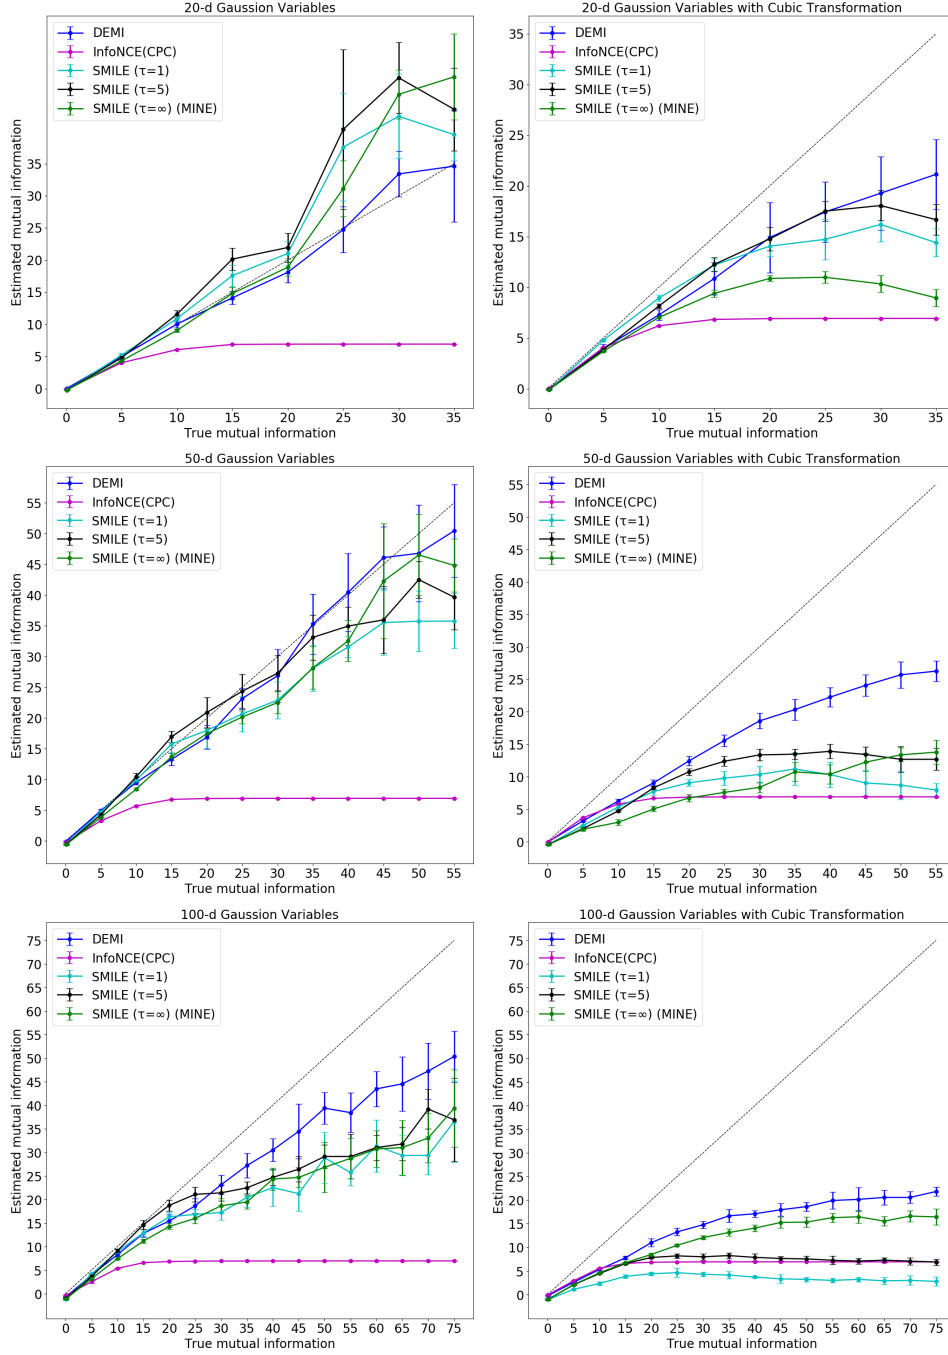 20-d Gaussion Variables
DEMI
InfoNCE(CPC)
SMILE (τ=1)
SMILE (τ=5)
SMILE (τ=∞) (MINE)
Estimated mutual information
35
30
25
20
15
10
5
0
0 5 10 15 20 25 30 35
True mutual information
20-d Gaussion Variables with Cubic Transformation
DEMI
InfoNCE(CPC)
SMILE (τ=1)
SMILE (τ=5)
SMILE (τ=∞) (MINE)
Estimated mutual information
35
30
25
20
15
10
5
0
0 5 10 15 20 25 30 35
True mutual information
50-d Gaussion Variables
DEMI
InfoNCE(CPC)
SMILE (τ=1)
SMILE (τ=5)
SMILE (τ=∞) (MINE)
Estimated mutual information
55
50
45
40
35
30
25
20
15
10
5
0
0 5 10 15 20 25 30 35 40 45 50 55
True mutual information
50-d Gaussion Variables with Cubic Transformation
DEMI
InfoNCE(CPC)
SMILE (τ=1)
SMILE (τ=5)
SMILE (τ=∞) (MINE)
Estimated mutual information
55
50
45
40
35
30
25
20
15
10
5
0
0 5 10 15 20 25 30 35 40 45 50 55
True mutual information
100-d Gaussion Variables
DEMI
InfoNCE(CPC)
SMILE (τ=1)
SMILE (τ=5)
SMILE (τ=∞) (MINE)
Estimated mutual information
75
70
65
60
55
50
45
40
35
30
25
20
15
10
5
0
0 5 10 15 20 25 30 35 40 45 50 55 60 65 70 75
True mutual information
100-d Gaussion Variables with Cubic Transformation
DEMI
InfoNCE(CPC)
SMILE (τ=1)
SMILE (τ=5)
SMILE (τ=∞) (MINE)
Estimated mutual information
75
70
65
60
55
50
45
40
35
30
25
20
15
10
5
0
0 5 10 15 20 25 30 35 40 45 50 55 60 65 70 75
True mutual information